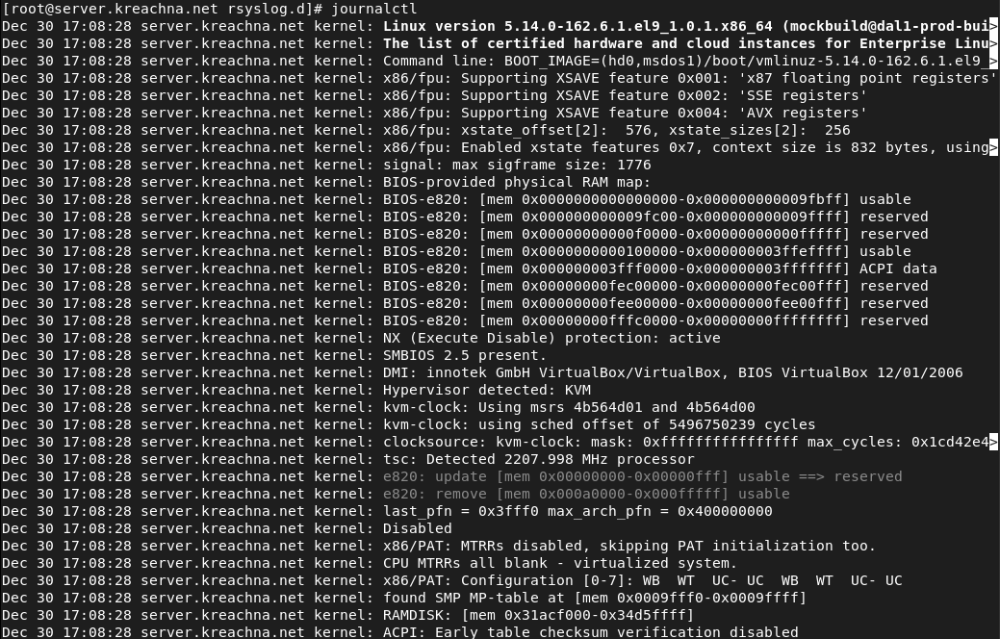 [root@server.kreachna.net rsyslog.d]# journalctl
Dec 30 17:08:28 server.kreachna.net kernel: Linux version 5.14.0-162.6.1.el9_1.0.1.x86_64 (mockbuild@dal1-prod-bui>
Dec 30 17:08:28 server.kreachna.net kernel: The list of certified hardware and cloud instances for Enterprise Linu>
Dec 30 17:08:28 server.kreachna.net kernel: Command line: BOOT_IMAGE=(hd0,msdos1)/boot/vmlinuz-5.14.0-162.6.1.el9_>
Dec 30 17:08:28 server.kreachna.net kernel: x86/fpu: Supporting XSAVE feature 0x001: 'x87 floating point registers'
Dec 30 17:08:28 server.kreachna.net kernel: x86/fpu: Supporting XSAVE feature 0x002: 'SSE registers'
Dec 30 17:08:28 server.kreachna.net kernel: x86/fpu: Supporting XSAVE feature 0x004: 'AVX registers'
Dec 30 17:08:28 server.kreachna.net kernel: x86/fpu: xstate_offset[2]:  576, xstate_sizes[2]:  256
Dec 30 17:08:28 server.kreachna.net kernel: x86/fpu: Enabled xstate features 0x7, context size is 832 bytes, using>
Dec 30 17:08:28 server.kreachna.net kernel: signal: max sigframe size: 1776
Dec 30 17:08:28 server.kreachna.net kernel: BIOS-provided physical RAM map:
Dec 30 17:08:28 server.kreachna.net kernel: BIOS-e820: [mem 0x0000000000000000-0x000000000009fbff] usable
Dec 30 17:08:28 server.kreachna.net kernel: BIOS-e820: [mem 0x000000000009fc00-0x000000000009ffff] reserved
Dec 30 17:08:28 server.kreachna.net kernel: BIOS-e820: [mem 0x00000000000f0000-0x00000000000fffff] reserved
Dec 30 17:08:28 server.kreachna.net kernel: BIOS-e820: [mem 0x0000000000100000-0x000000003ffeffff] usable
Dec 30 17:08:28 server.kreachna.net kernel: BIOS-e820: [mem 0x000000003fff0000-0x000000003fffffff] ACPI data
Dec 30 17:08:28 server.kreachna.net kernel: BIOS-e820: [mem 0x00000000fec00000-0x00000000fec00fff] reserved
Dec 30 17:08:28 server.kreachna.net kernel: BIOS-e820: [mem 0x00000000fee00000-0x00000000fee00fff] reserved
Dec 30 17:08:28 server.kreachna.net kernel: BIOS-e820: [mem 0x00000000fffc0000-0x00000000ffffffff] reserved
Dec 30 17:08:28 server.kreachna.net kernel: NX (Execute Disable) protection: active
Dec 30 17:08:28 server.kreachna.net kernel: SMBIOS 2.5 present.
Dec 30 17:08:28 server.kreachna.net kernel: DMI: innotek GmbH VirtualBox/VirtualBox, BIOS VirtualBox 12/01/2006
Dec 30 17:08:28 server.kreachna.net kernel: Hypervisor detected: KVM
Dec 30 17:08:28 server.kreachna.net kernel: kvm-clock: Using msrs 4b564d01 and 4b564d00
Dec 30 17:08:28 server.kreachna.net kernel: kvm-clock: using sched offset of 5496750239 cycles
Dec 30 17:08:28 server.kreachna.net kernel: clocksource: kvm-clock: mask: 0xffffffffffffffff max_cycles: 0x1cd42e4>
Dec 30 17:08:28 server.kreachna.net kernel: tsc: Detected 2207.998 MHz processor
Dec 30 17:08:28 server.kreachna.net kernel: e820: update [mem 0x00000000-0x00000fff] usable ==> reserved
Dec 30 17:08:28 server.kreachna.net kernel: e820: remove [mem 0x000a0000-0x000fffff] usable
Dec 30 17:08:28 server.kreachna.net kernel: last_pfn = 0x3fff0 max_arch_pfn = 0x400000000
Dec 30 17:08:28 server.kreachna.net kernel: Disabled
Dec 30 17:08:28 server.kreachna.net kernel: x86/PAT: MTRRs disabled, skipping PAT initialization too.
Dec 30 17:08:28 server.kreachna.net kernel: CPU MTRRs all blank - virtualized system.
Dec 30 17:08:28 server.kreachna.net kernel: x86/PAT: Configuration [0-7]: WB  WT  UC- UC  WB  WT  UC- UC
Dec 30 17:08:28 server.kreachna.net kernel: found SMP MP-table at [mem 0x0009fff0-0x0009ffff]
Dec 30 17:08:28 server.kreachna.net kernel: RAMDISK: [mem 0x31acf000-0x34d5ffff]
Dec 30 17:08:28 server.kreachna.net kernel: ACPI: Early table checksum verification disabled